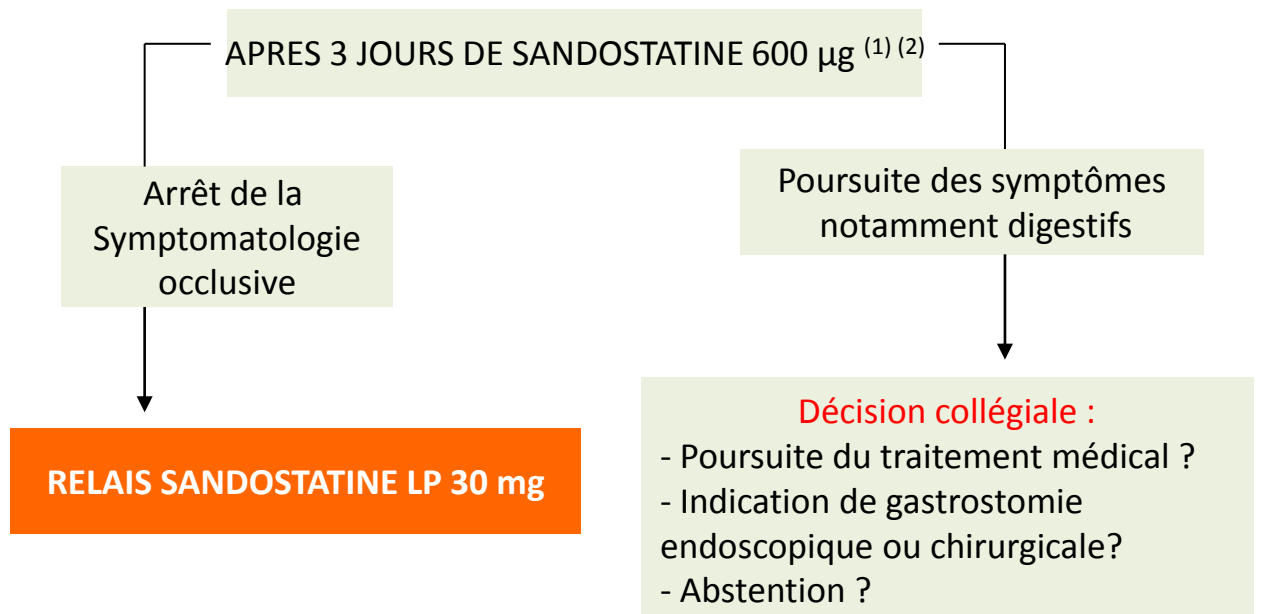 APRES 3 JOURS DE SANDOSTATINE 600 µg (1) (2)
Arrêt de la
Symptomatologie
occlusive
Poursuite des symptômes
notamment digestifs
RELAIS SANDOSTATINE LP 30 mg
Décision collégiale :
- Poursuite du traitement médical ?
- Indication de gastrostomie
endoscopique ou chirurgicale?
- Abstention ?